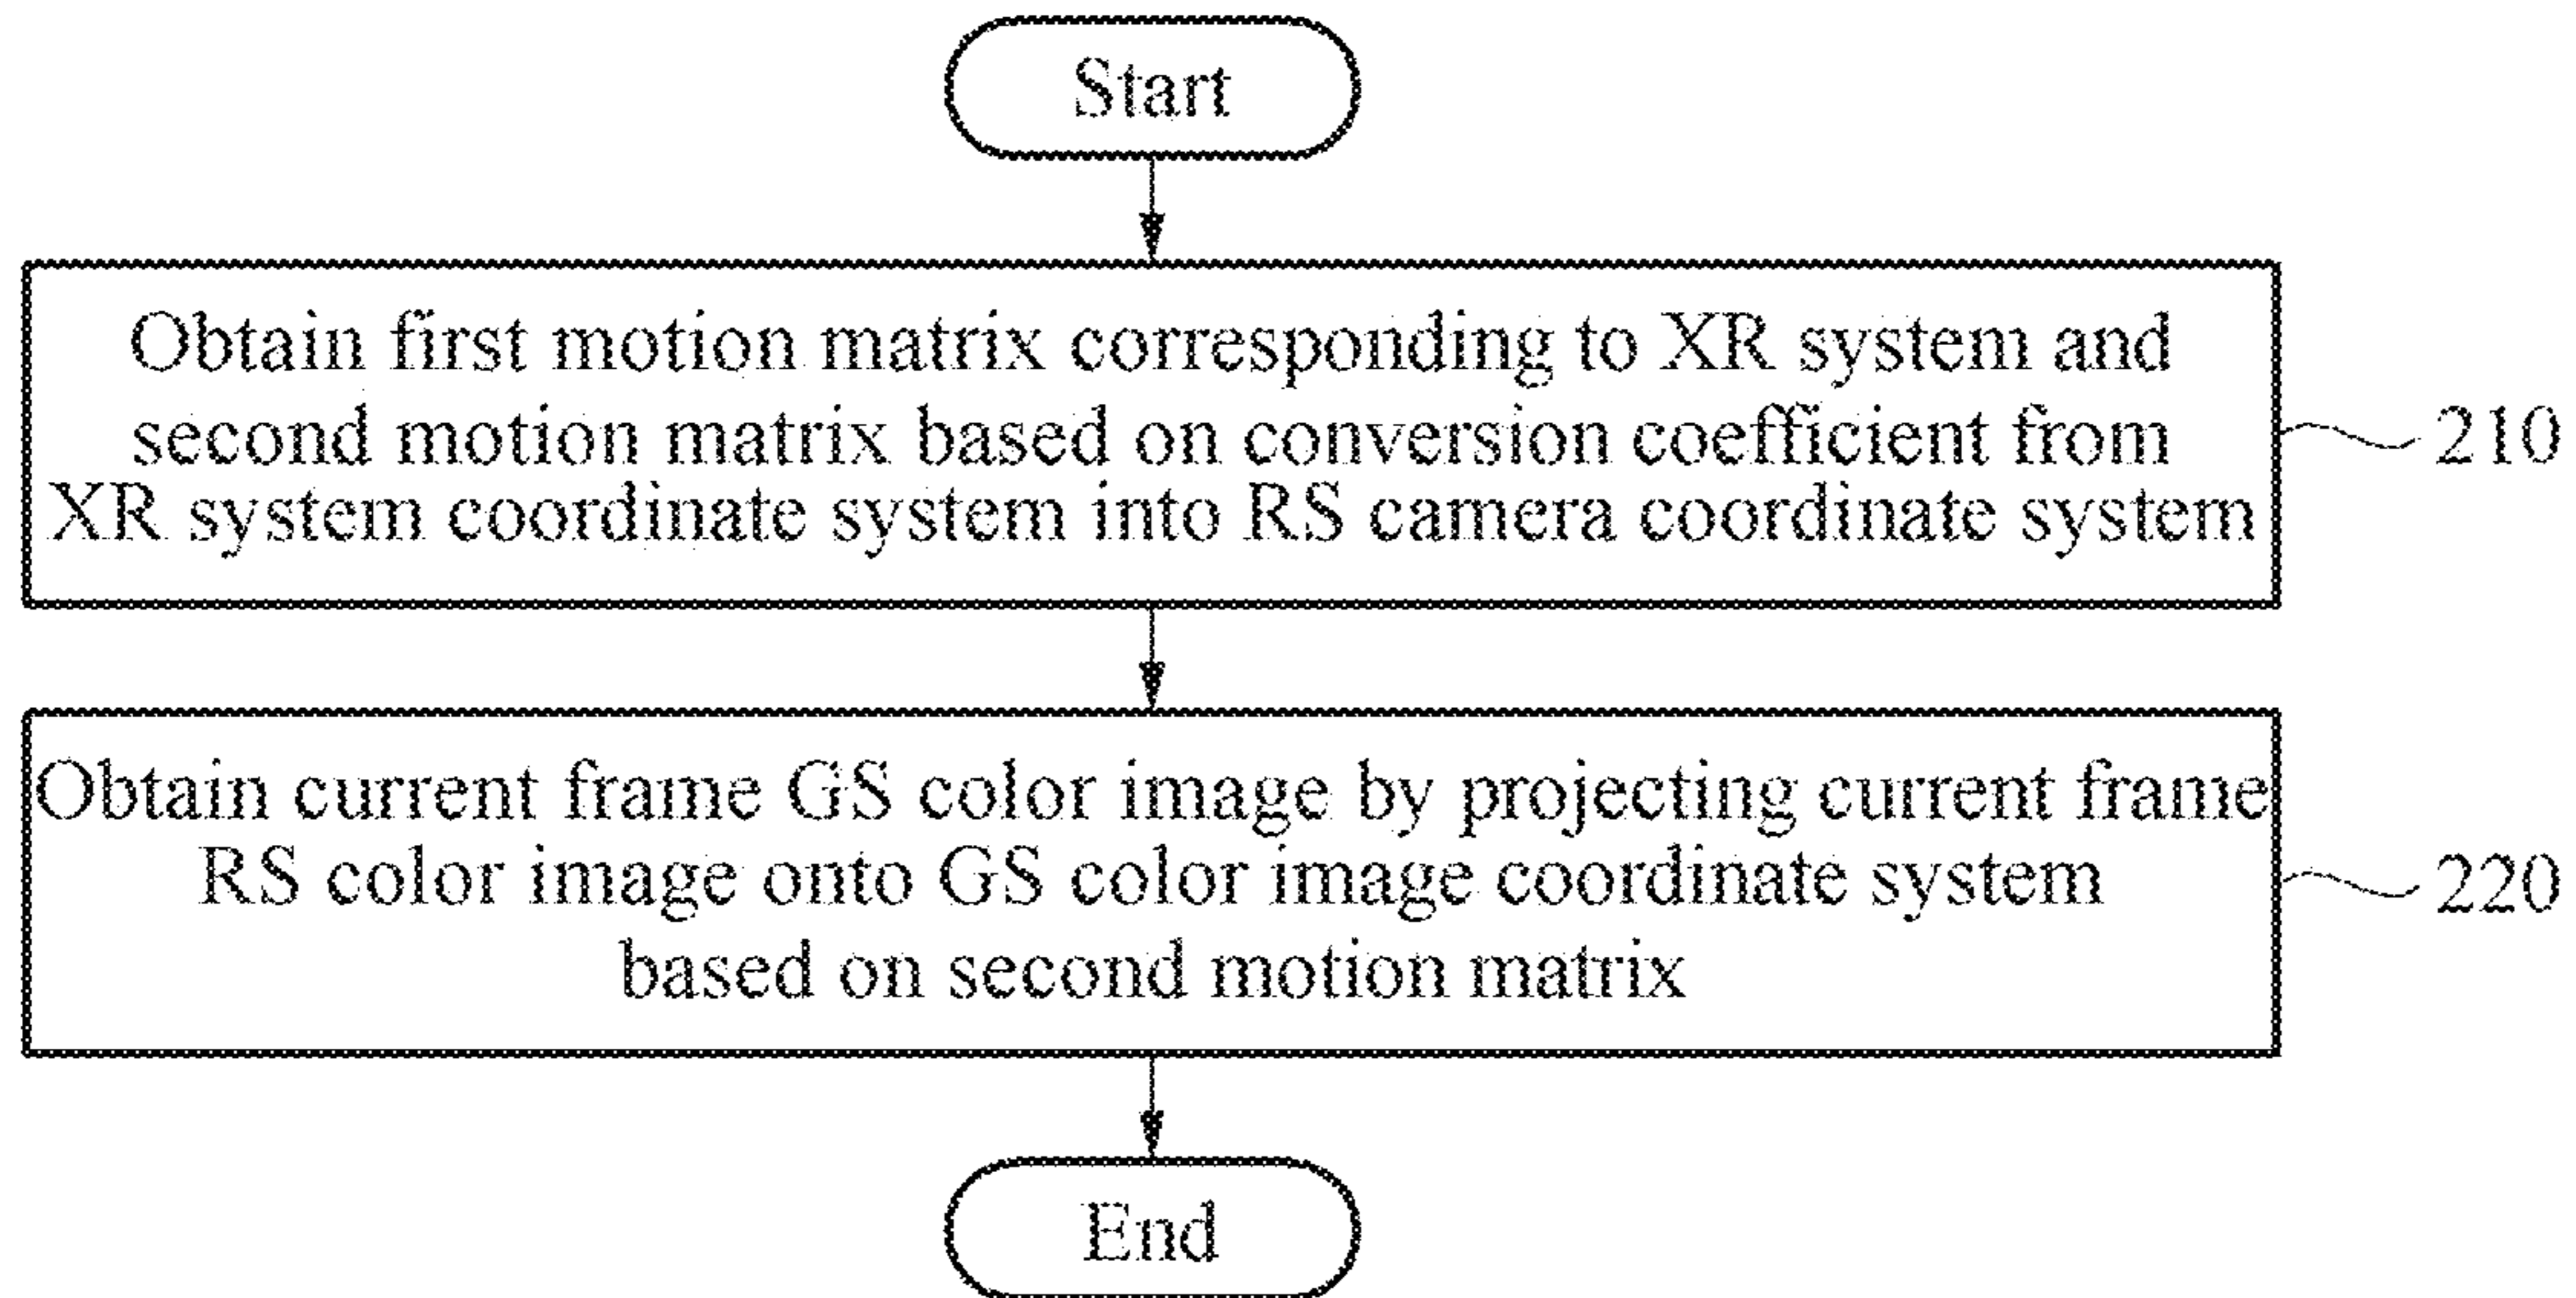 Start
Obtain first motion matrix corresponding to XR system and
second motion matrix based on conversion coefficient from
XR system coordinate system into RS camera coordinate system
210
Obtain current frame GS color image by projecting current frame
RS color image onto GS color image coordinate system
based on second motion matrix
220
End